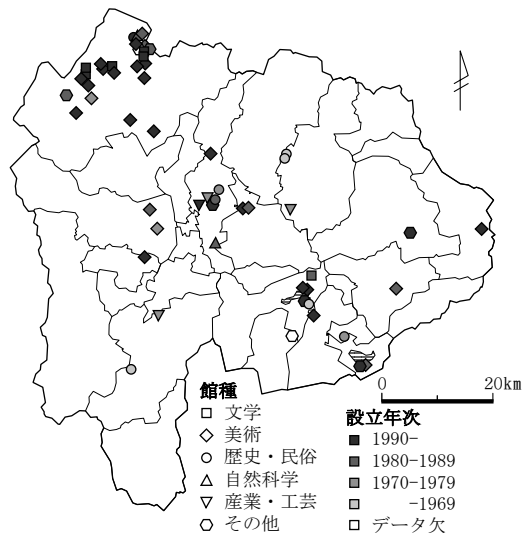 0 20km
館種
文学
美術
歴史・民俗
自然科学
産業・工芸
その他
設立年次
1990-
1980-1989
1970-1979
-1969
データ欠